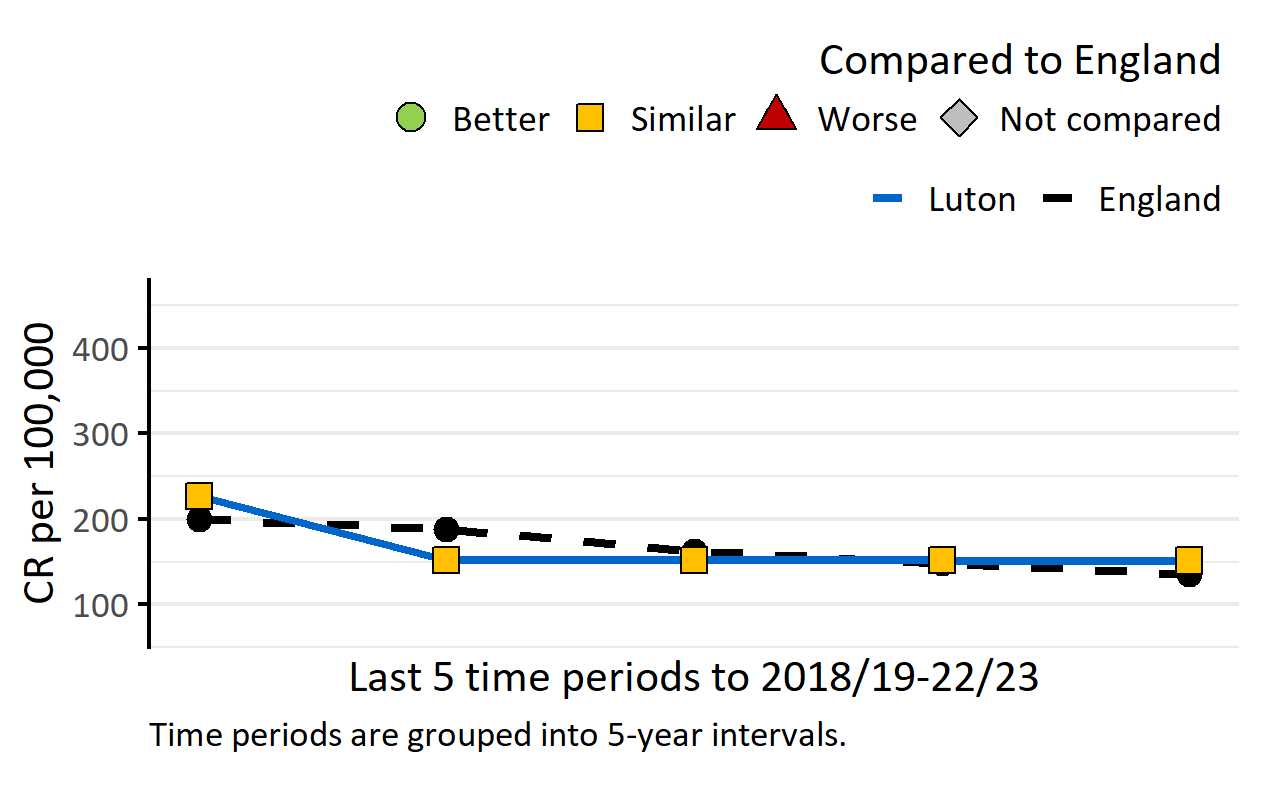 Compared to England
Better Similar Worse Not compared
Luton England
CR per 100,000
400
300
200
100
Last 5 time periods to 2018/19-22/23
Time periods are grouped into 5-year intervals.